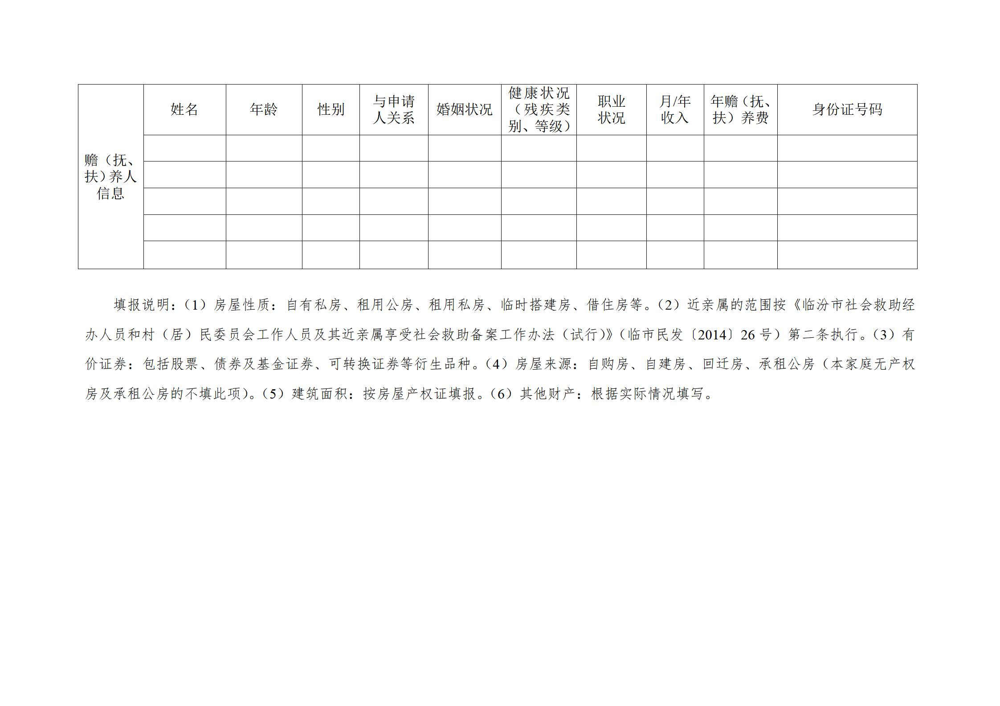 赡（抚、
扶）养人
信息
姓名
年龄
性别
与申请
人关系
婚姻状况
健康状况
（残疾类
别、等级）
职业
状况
月/年
收入
年赡（抚、
扶）养费
身份证号码
填报说明：（1）房屋性质：自有私房、租用公房、租用私房、临时搭建房、借住房等。（2）近亲属的范围按《临汾市社会救助经
办人员和村（居）民委员会工作人员及其近亲属享受社会救助备案工作办法（试行）》（临市民发〔2014〕26号）第二条执行。（3）有
价证券：包括股票、债券及基金证券、可转换证券等衍生品种。（4）房屋来源：自购房、自建房、回迁房、承租公房（本家庭无产权
房及承租公房的不填此项）。（5）建筑面积：按房屋产权证填报。（6）其他财产：根据实际情况填写。